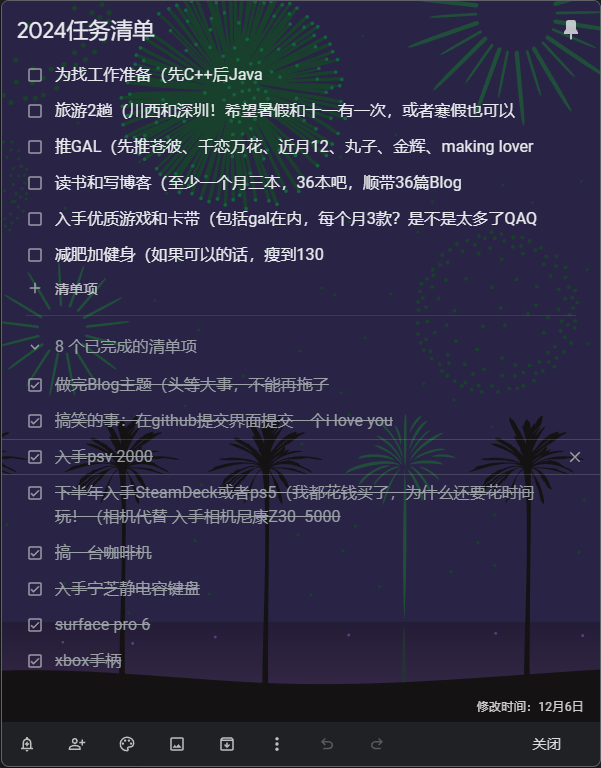 2024任务清单
为找工作准备（先C++后Java
旅游2趟（川西和深圳！希望暑假和十一有一次，或者寒假也可以
推GAL（先推苍彼、千恋万花、近月12、丸子、金辉、making lover
读书和写博客（至少一个月三本，36本吧，顺带36篇Blog
入手优质游戏和卡带（包括gal在内，每个月3款？是不是太多了QAQ
减肥加健身（如果可以的话，瘦到130
清单项
8 个已完成的清单项
做完Blog主题（头等大事，不能再拖了
搞笑的事：在github提交界面提交一个i love you
入手psv 2000
下半年入手SteamDeck或者ps5（我都花钱买了，为什么还要花时间
玩！（相机代替 入手相机尼康Z30 5000
搞一台咖啡机
入手宁芝静电容键盘
surface pro 6
xbox手柄
修改时间：12月6日
关闭